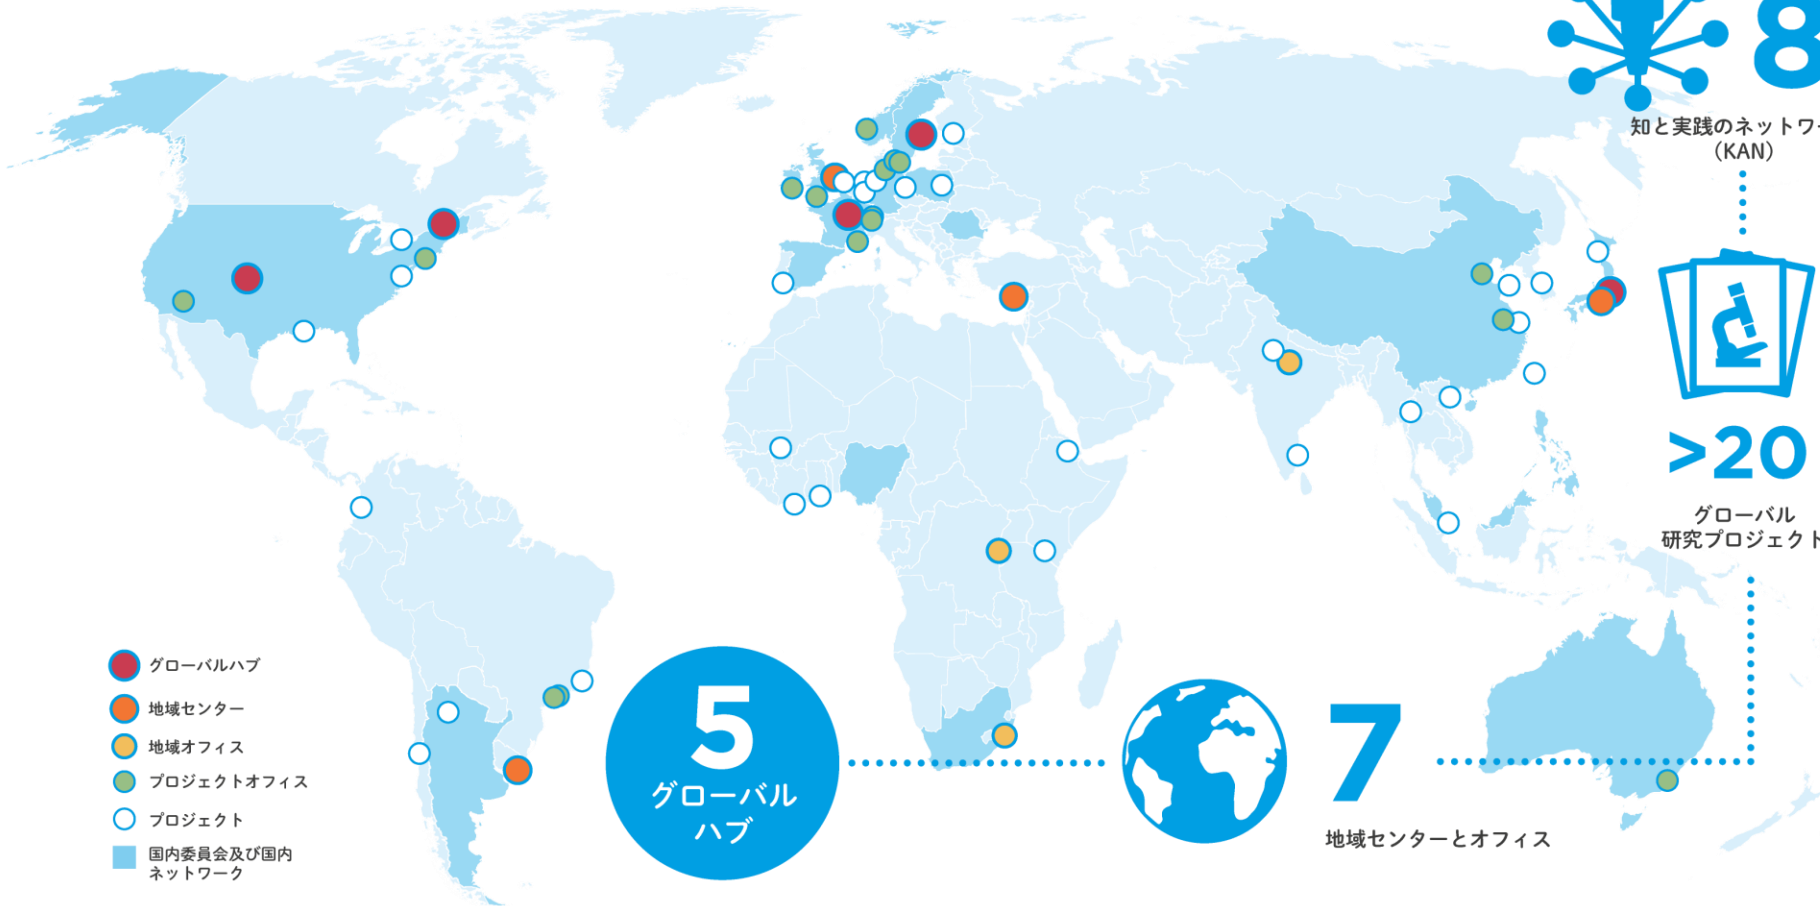 8
知と実践のネットワー
（KAN）
>20
グローバル
研究プロジェクト
グローバルハブ
地域センター
地域オフィス
プロジェクトオフィス
プロジェクト
国内委員会及び国内
ネットワーク
5
グローバル
ハブ
7
地域センターとオフィス